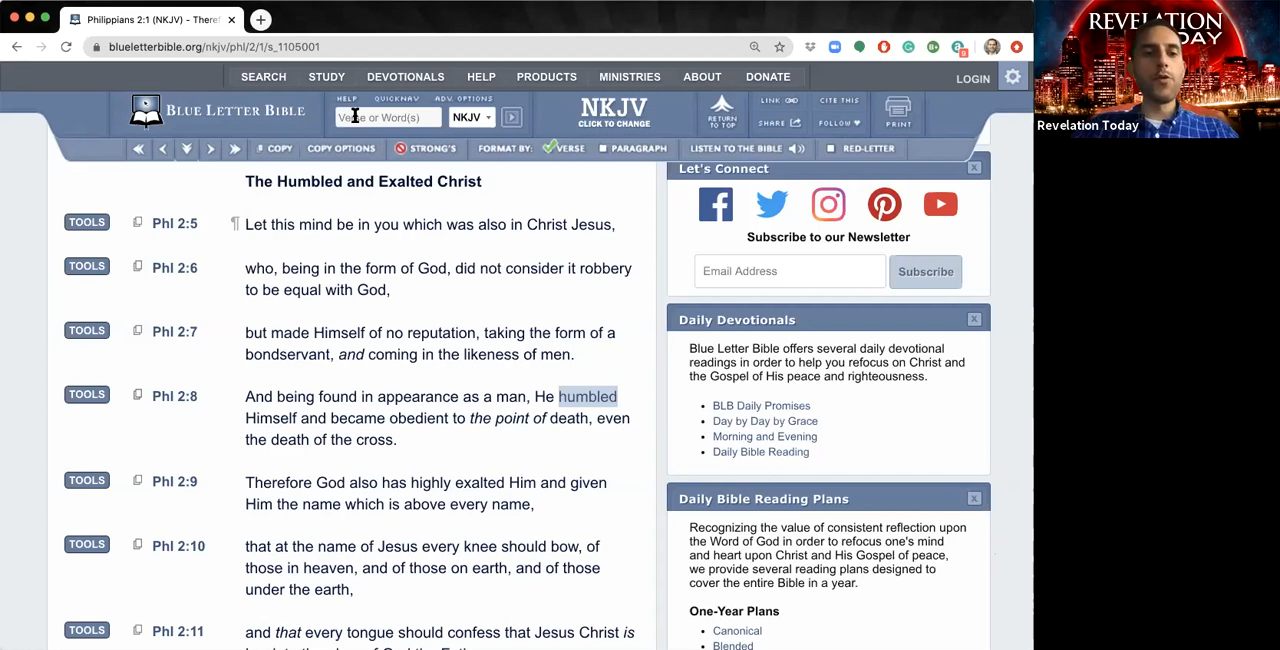 Philippians 2:1 (NKJV) - Theref
blueletterbible.org/nkjv/phl/2/1/s_1105001
SEARCH STUDY DEVOTIONALS HELP PRODUCTS MINISTRIES ABOUT DONATE LOGIN
BLUE LETTER BIBLE
HELP QUICKNAV ADV. OPTIONS
Verse or Word(s) NKJV
NKJV
CLICK TO CHANGE
RETURN
TO TOP
LINK CITE THIS
SHARE FOLLOW
PRINT
COPY COPY OPTIONS STRONG'S FORMAT BY: VERSE PARAGRAPH LISTEN TO THE BIBLE RED-LETTER
The Humbled and Exalted Christ
TOOLS Phl 2:5 ¶ Let this mind be in you which was also in Christ Jesus,
TOOLS Phl 2:6 who, being in the form of God, did not consider it robbery
to be equal with God,
TOOLS Phl 2:7 but made Himself of no reputation, taking the form of a
bondservant, and coming in the likeness of men.
TOOLS Phl 2:8 And being found in appearance as a man, He humbled
Himself and became obedient to the point of death, even
the death of the cross.
TOOLS Phl 2:9 Therefore God also has highly exalted Him and given
Him the name which is above every name,
TOOLS Phl 2:10 that at the name of Jesus every knee should bow, of
those in heaven, and of those on earth, and of those
under the earth,
TOOLS Phl 2:11 and that every tongue should confess that Jesus Christ is
Let's Connect X
Subscribe to our Newsletter
Email Address Subscribe
Daily Devotionals X
Blue Letter Bible offers several daily devotional
readings in order to help you refocus on Christ and
the Gospel of His peace and righteousness.
BLB Daily Promises
Day by Day by Grace
Morning and Evening
Daily Bible Reading
Daily Bible Reading Plans X
Recognizing the value of consistent reflection upon
the Word of God in order to refocus one's mind
and heart upon Christ and His Gospel of peace,
we provide several reading plans designed to
cover the entire Bible in a year.
One-Year Plans
Canonical
Blended
REVELATION
Revelation Today